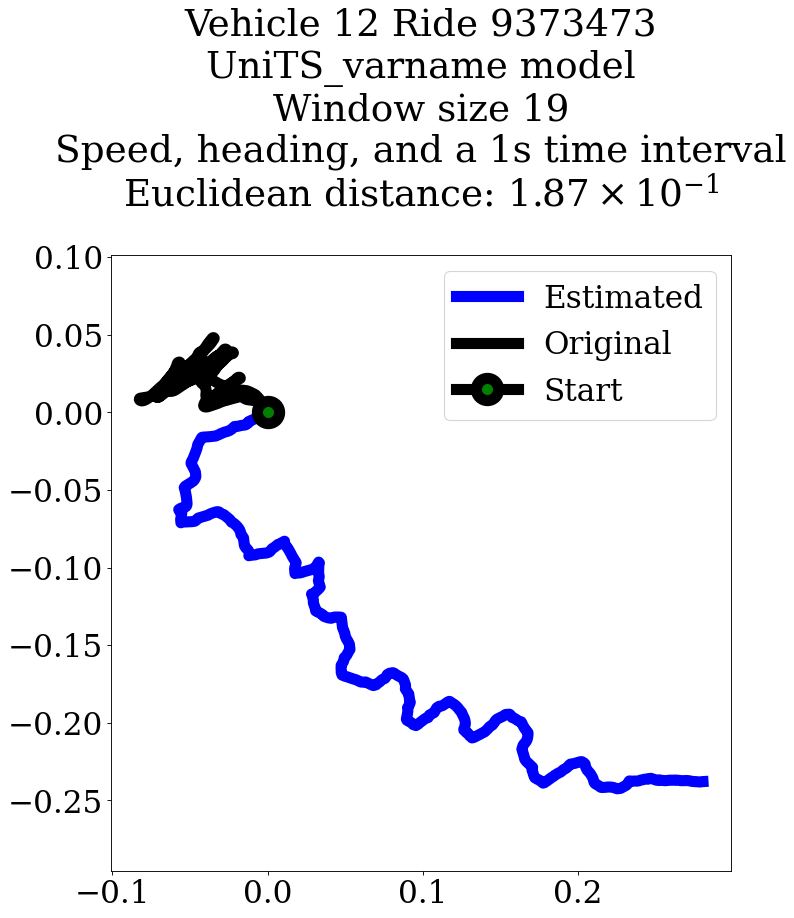 Vehicle 12 Ride 9373473
UniTS_varname model
Window size 19
Speed, heading, and a 1s time interval
Euclidean distance: 1.87 × 10⁻¹
Estimated
Original
Start
0.10
0.05
0.00
−0.05
−0.10
−0.15
−0.20
−0.25
−0.1
0.0
0.1
0.2